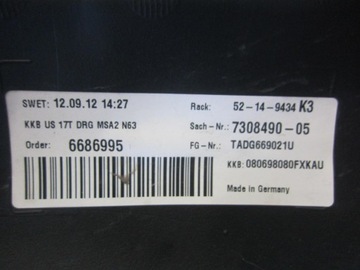 SWET: 12.09.12 14:27
Rack: 52-14-9434 K3
KKB US 17T DRG MSA2 N63
Sach-Nr.: 7308490-05
Order: 6686995
FG-Nr.: TADG669021U
KKB: 080698080FXKAU
Made in Germany